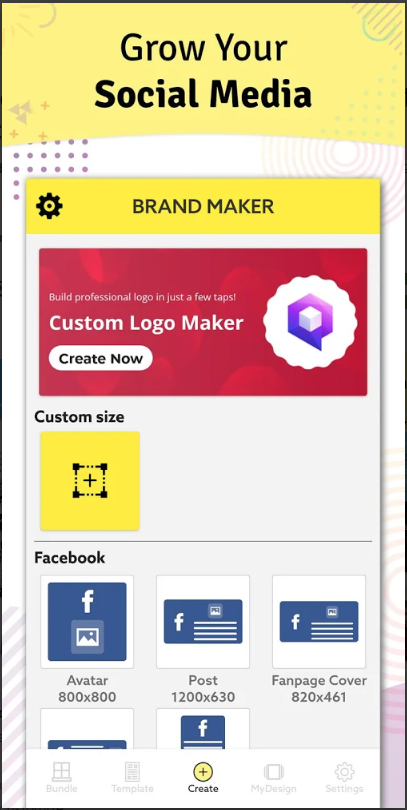 Grow Your
Social Media
BRAND MAKER
Build professional logo in just a few taps!
Custom Logo Maker
Create Now
Custom size
Facebook
Avatar
800x800
Post
1200x630
Fanpage Cover
820x461
Bundle
Template
Create
MyDesign
Settings